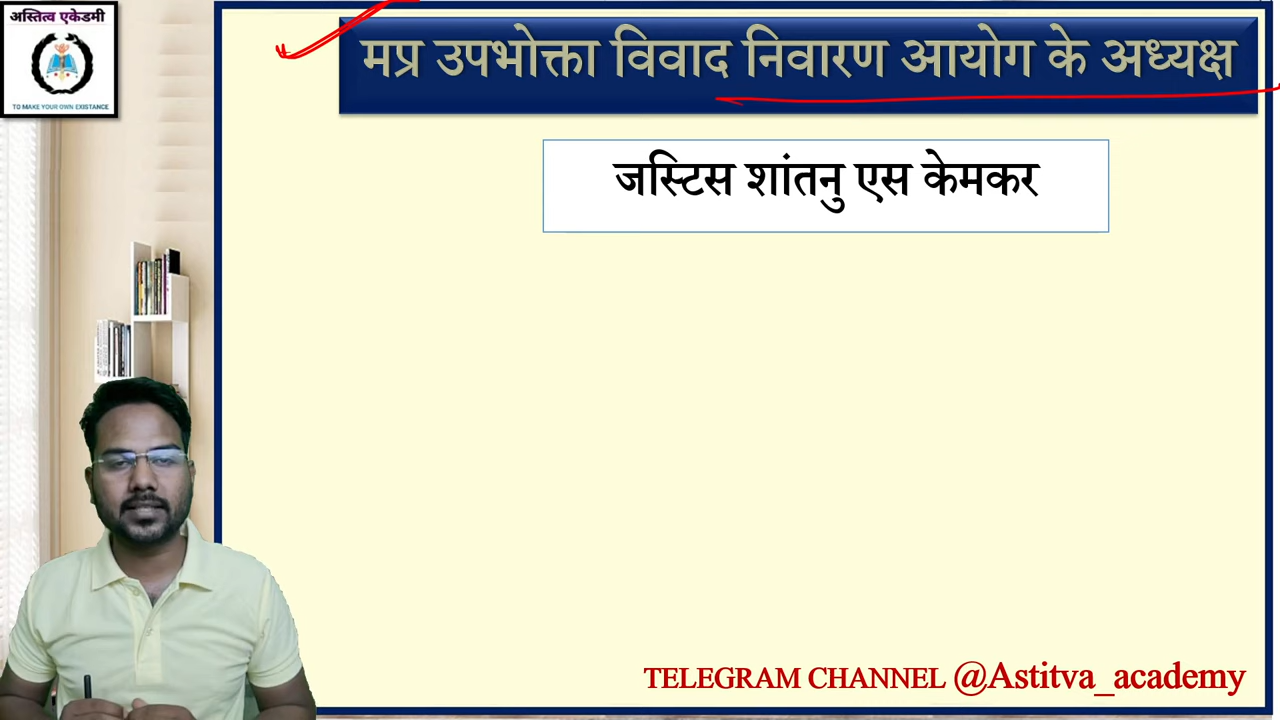 अस्तित्व एकेडमी
TO MAKE YOUR OWN EXISTANCE
मप्र उपभोक्ता विवाद निवारण आयोग के अध्यक्ष
जस्टिस शांतनु एस केमकर
TELEGRAM CHANNEL @Astitva_academy